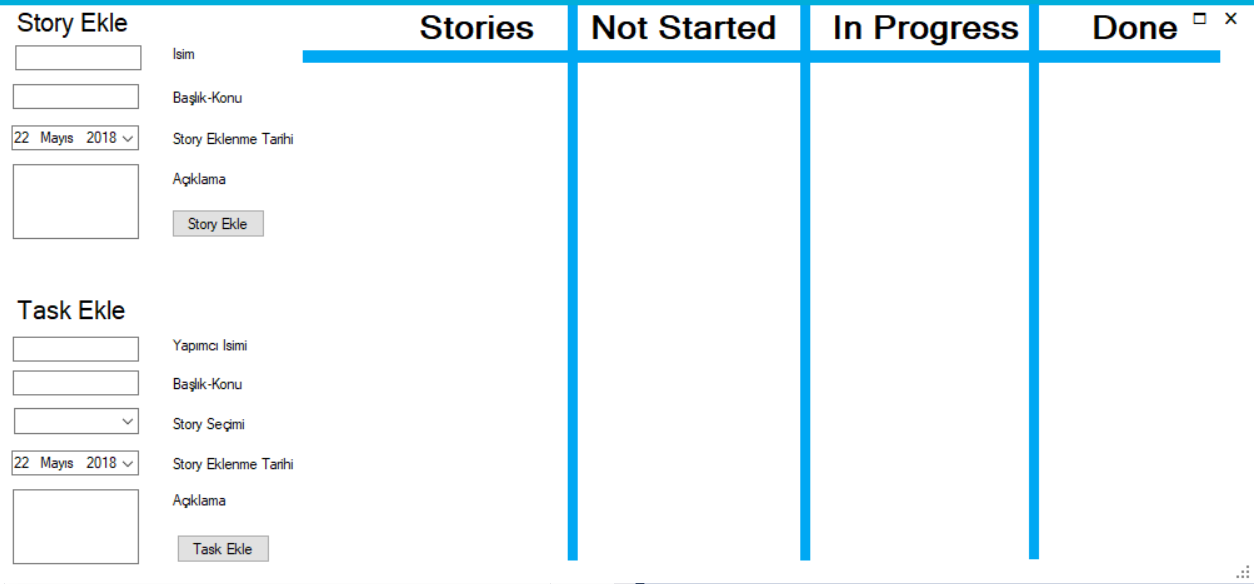 Story Ekle
Isim
Başlık-Konu
22 Mayıs 2018
Story Eklenme Tarihi
Açıklama
Story Ekle
Task Ekle
Yapımcı Isimi
Başlık-Konu
Story Seçimi
22 Mayıs 2018
Story Eklenme Tarihi
Açıklama
Task Ekle
Stories
Not Started
In Progress
Done